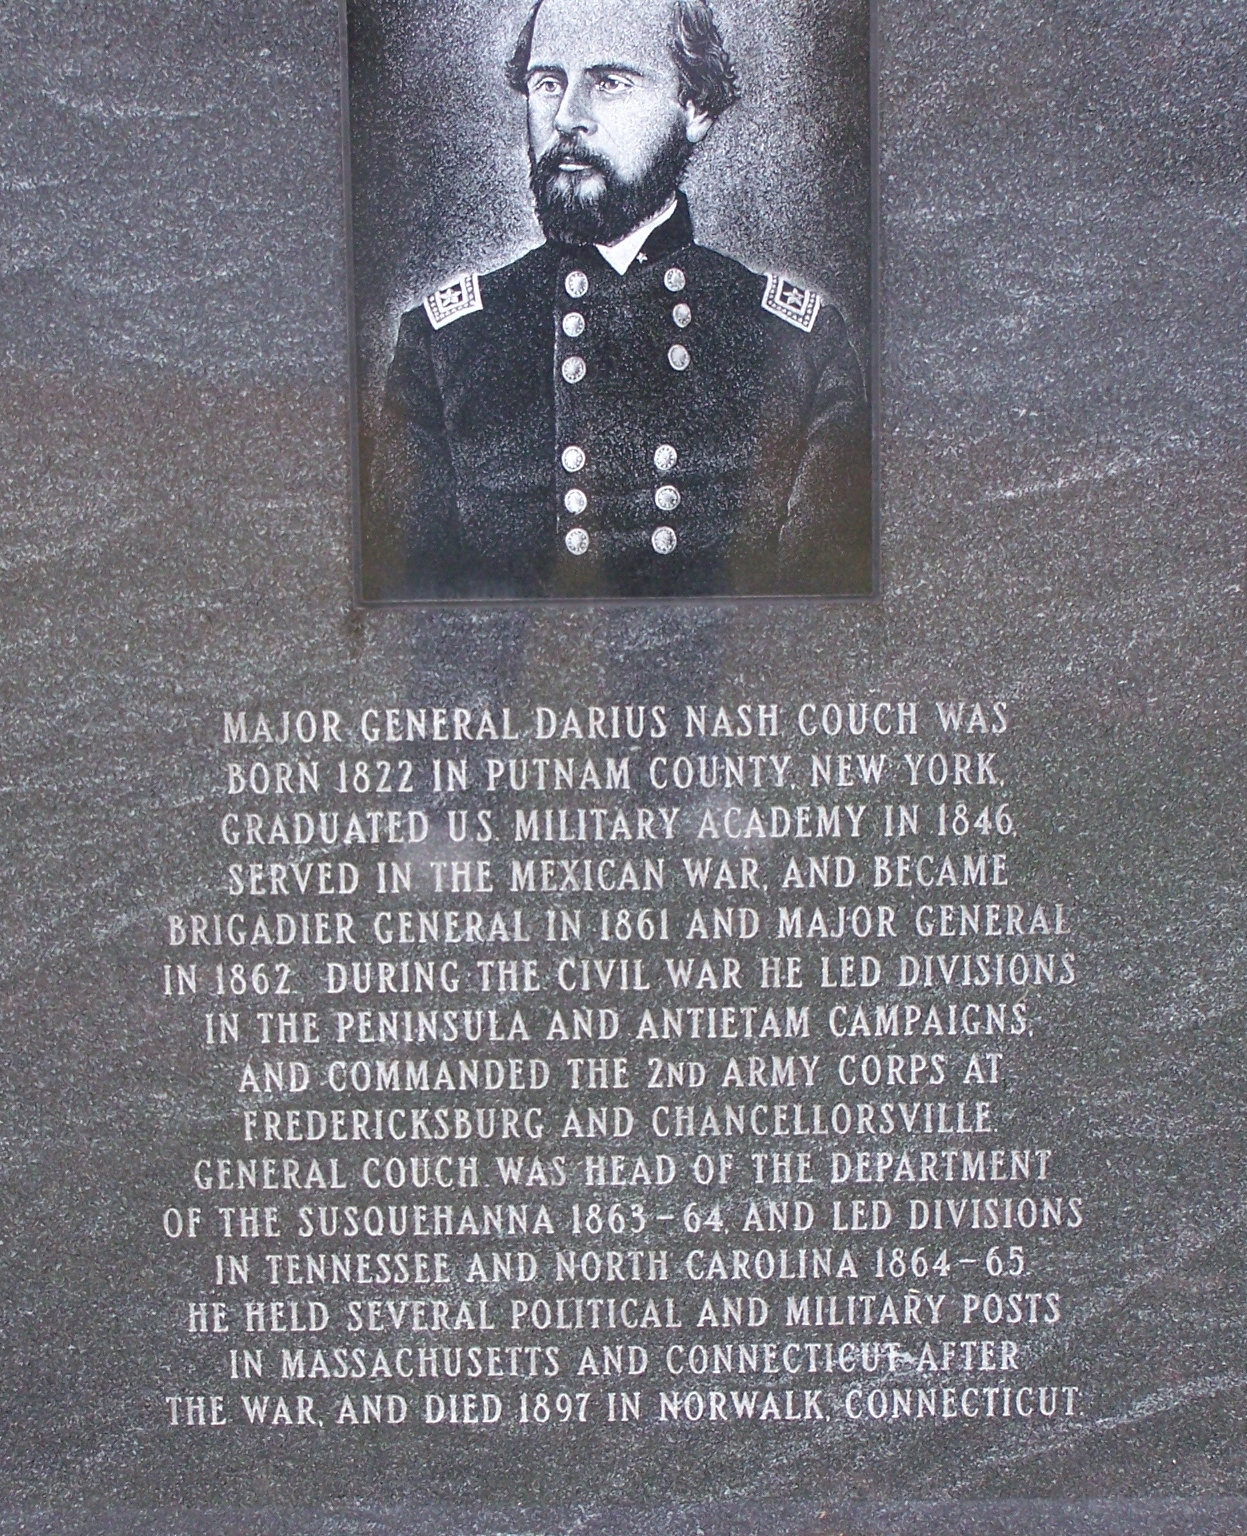 MAJOR GENERAL DARIUS NASH COUCH WAS
BORN 1822 IN PUTNAM COUNTY, NEW YORK,
GRADUATED U.S. MILITARY ACADEMY IN 1846,
SERVED IN THE MEXICAN WAR, AND BECAME
BRIGADIER GENERAL IN 1861 AND MAJOR GENERAL
IN 1862. DURING THE CIVIL WAR HE LED DIVISIONS
IN THE PENINSULA AND ANTIETAM CAMPAIGNS,
AND COMMANDED THE 2ND ARMY CORPS AT
FREDERICKSBURG AND CHANCELLORSVILLE.
GENERAL COUCH WAS HEAD OF THE DEPARTMENT
OF THE SUSQUEHANNA 1863-64, AND LED DIVISIONS
IN TENNESSEE AND NORTH CAROLINA 1864-65.
HE HELD SEVERAL POLITICAL AND MILITARY POSTS
IN MASSACHUSETTS AND CONNECTICUT AFTER
THE WAR, AND DIED 1897 IN NORWALK, CONNECTICUT.